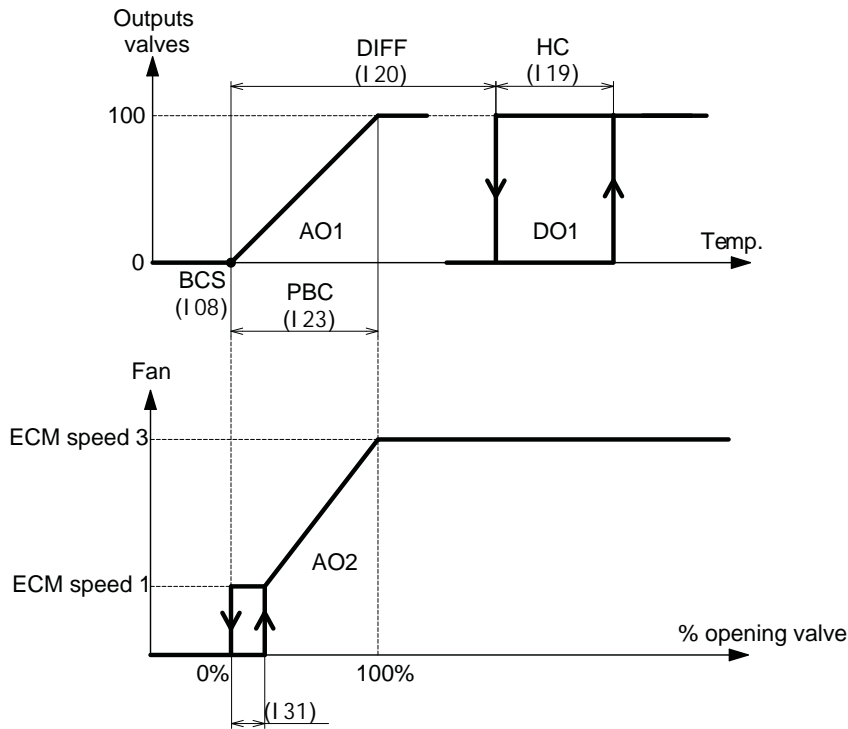 Outputs
valves
DIFF
(I 20)
HC
(I 19)
100
AO1
DO1
Temp.
0
BCS
(I 08)
PBC
(I 23)
Fan
ECM speed 3
AO2
ECM speed 1
% opening valve
0%
100%
(I 31)